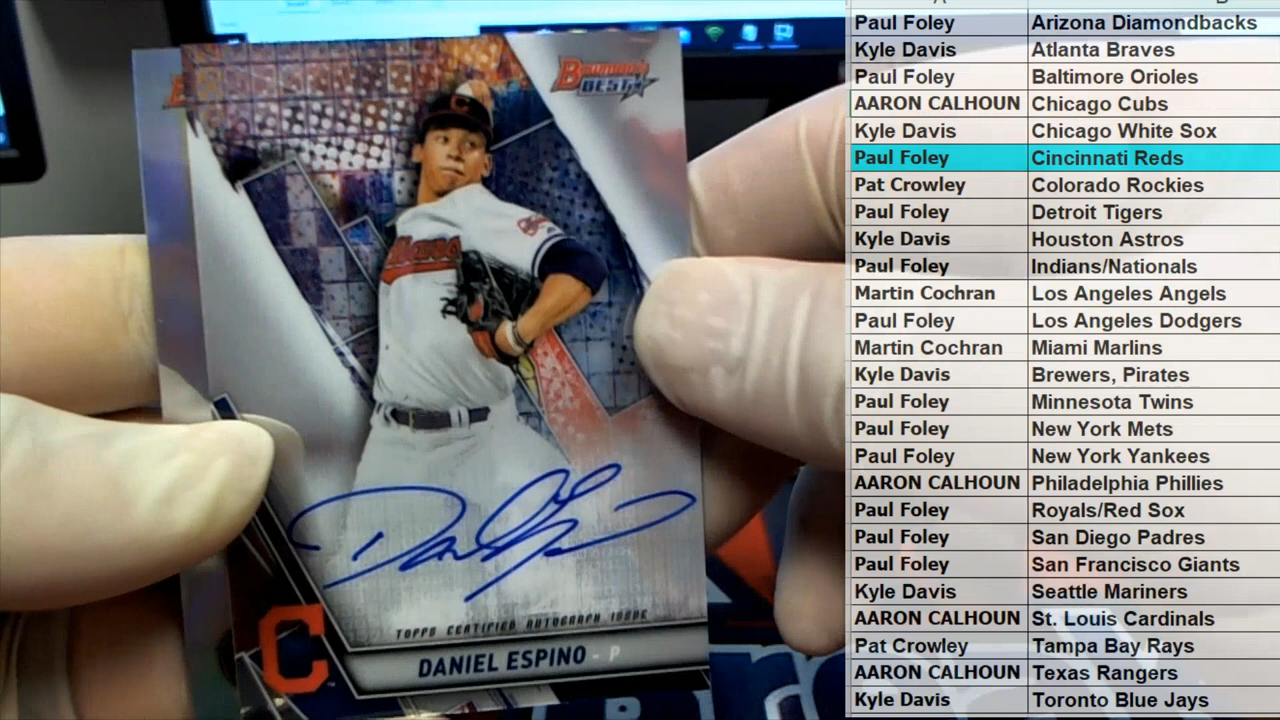 Bowman's
BEST
Indians
DANIEL ESPINO - P
TOPPS CERTIFIED AUTOGRAPH ISSUE
C
Paul Foley Arizona Diamondbacks
Kyle Davis Atlanta Braves
Paul Foley Baltimore Orioles
AARON CALHOUN Chicago Cubs
Kyle Davis Chicago White Sox
Paul Foley Cincinnati Reds
Pat Crowley Colorado Rockies
Paul Foley Detroit Tigers
Kyle Davis Houston Astros
Paul Foley Indians/Nationals
Martin Cochran Los Angeles Angels
Paul Foley Los Angeles Dodgers
Martin Cochran Miami Marlins
Kyle Davis Brewers, Pirates
Paul Foley Minnesota Twins
Paul Foley New York Mets
Paul Foley New York Yankees
AARON CALHOUN Philadelphia Phillies
Paul Foley Royals/Red Sox
Paul Foley San Diego Padres
Paul Foley San Francisco Giants
Kyle Davis Seattle Mariners
AARON CALHOUN St. Louis Cardinals
Pat Crowley Tampa Bay Rays
AARON CALHOUN Texas Rangers
Kyle Davis Toronto Blue Jays